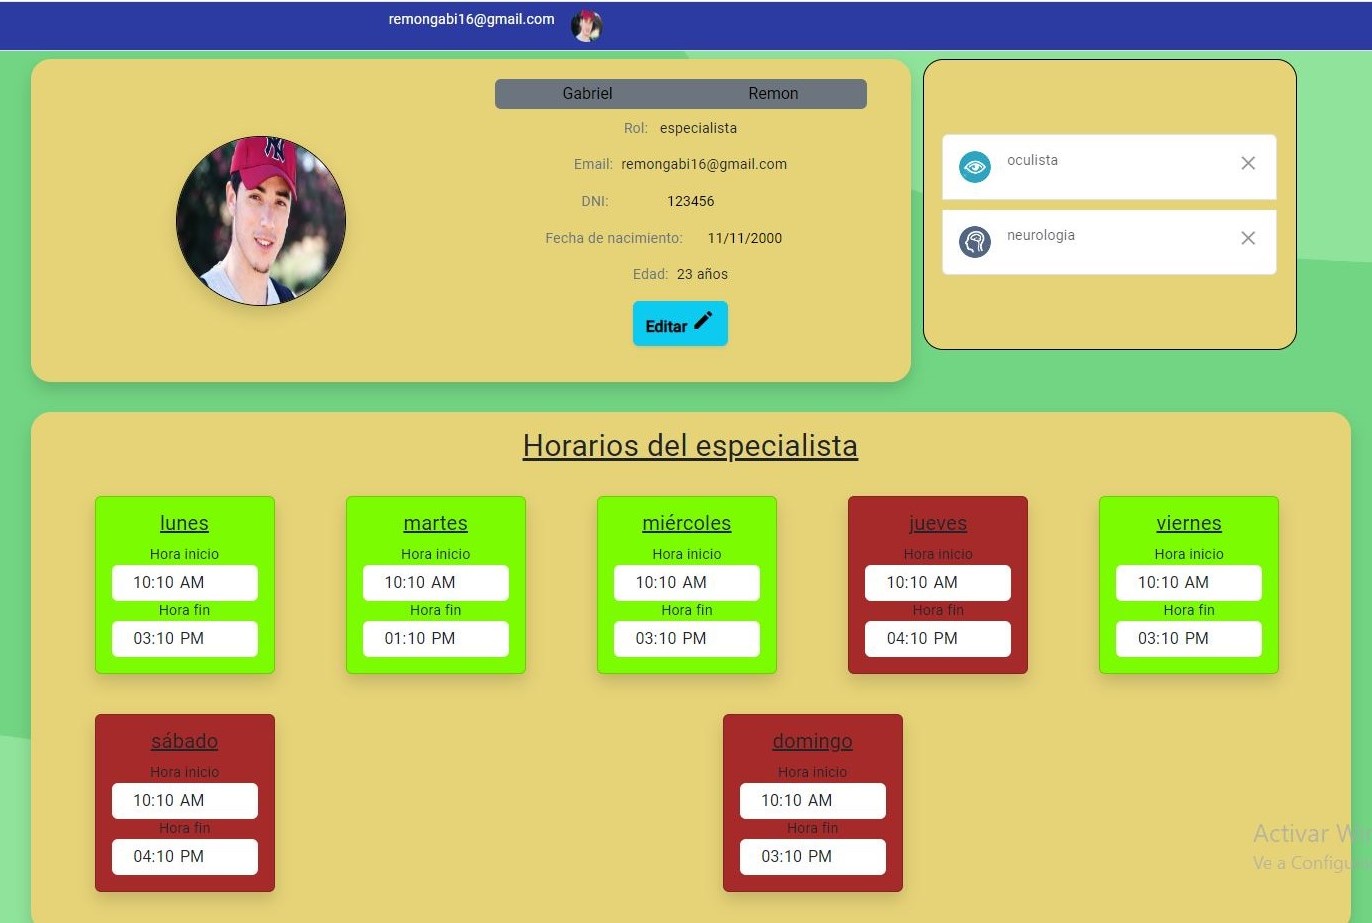 remongabi16@gmail.com
Gabriel Remon
Rol: especialista
Email: remongabi16@gmail.com
DNI: 123456
Fecha de nacimiento: 11/11/2000
Edad: 23 años
Editar
oculista
neurologia
Horarios del especialista
lunes
Hora inicio
10:10 AM
Hora fin
03:10 PM
martes
Hora inicio
10:10 AM
Hora fin
01:10 PM
miércoles
Hora inicio
10:10 AM
Hora fin
03:10 PM
jueves
Hora inicio
10:10 AM
Hora fin
04:10 PM
viernes
Hora inicio
10:10 AM
Hora fin
03:10 PM
sábado
Hora inicio
10:10 AM
Hora fin
04:10 PM
domingo
Hora inicio
10:10 AM
Hora fin
03:10 PM
Activar
Ve a